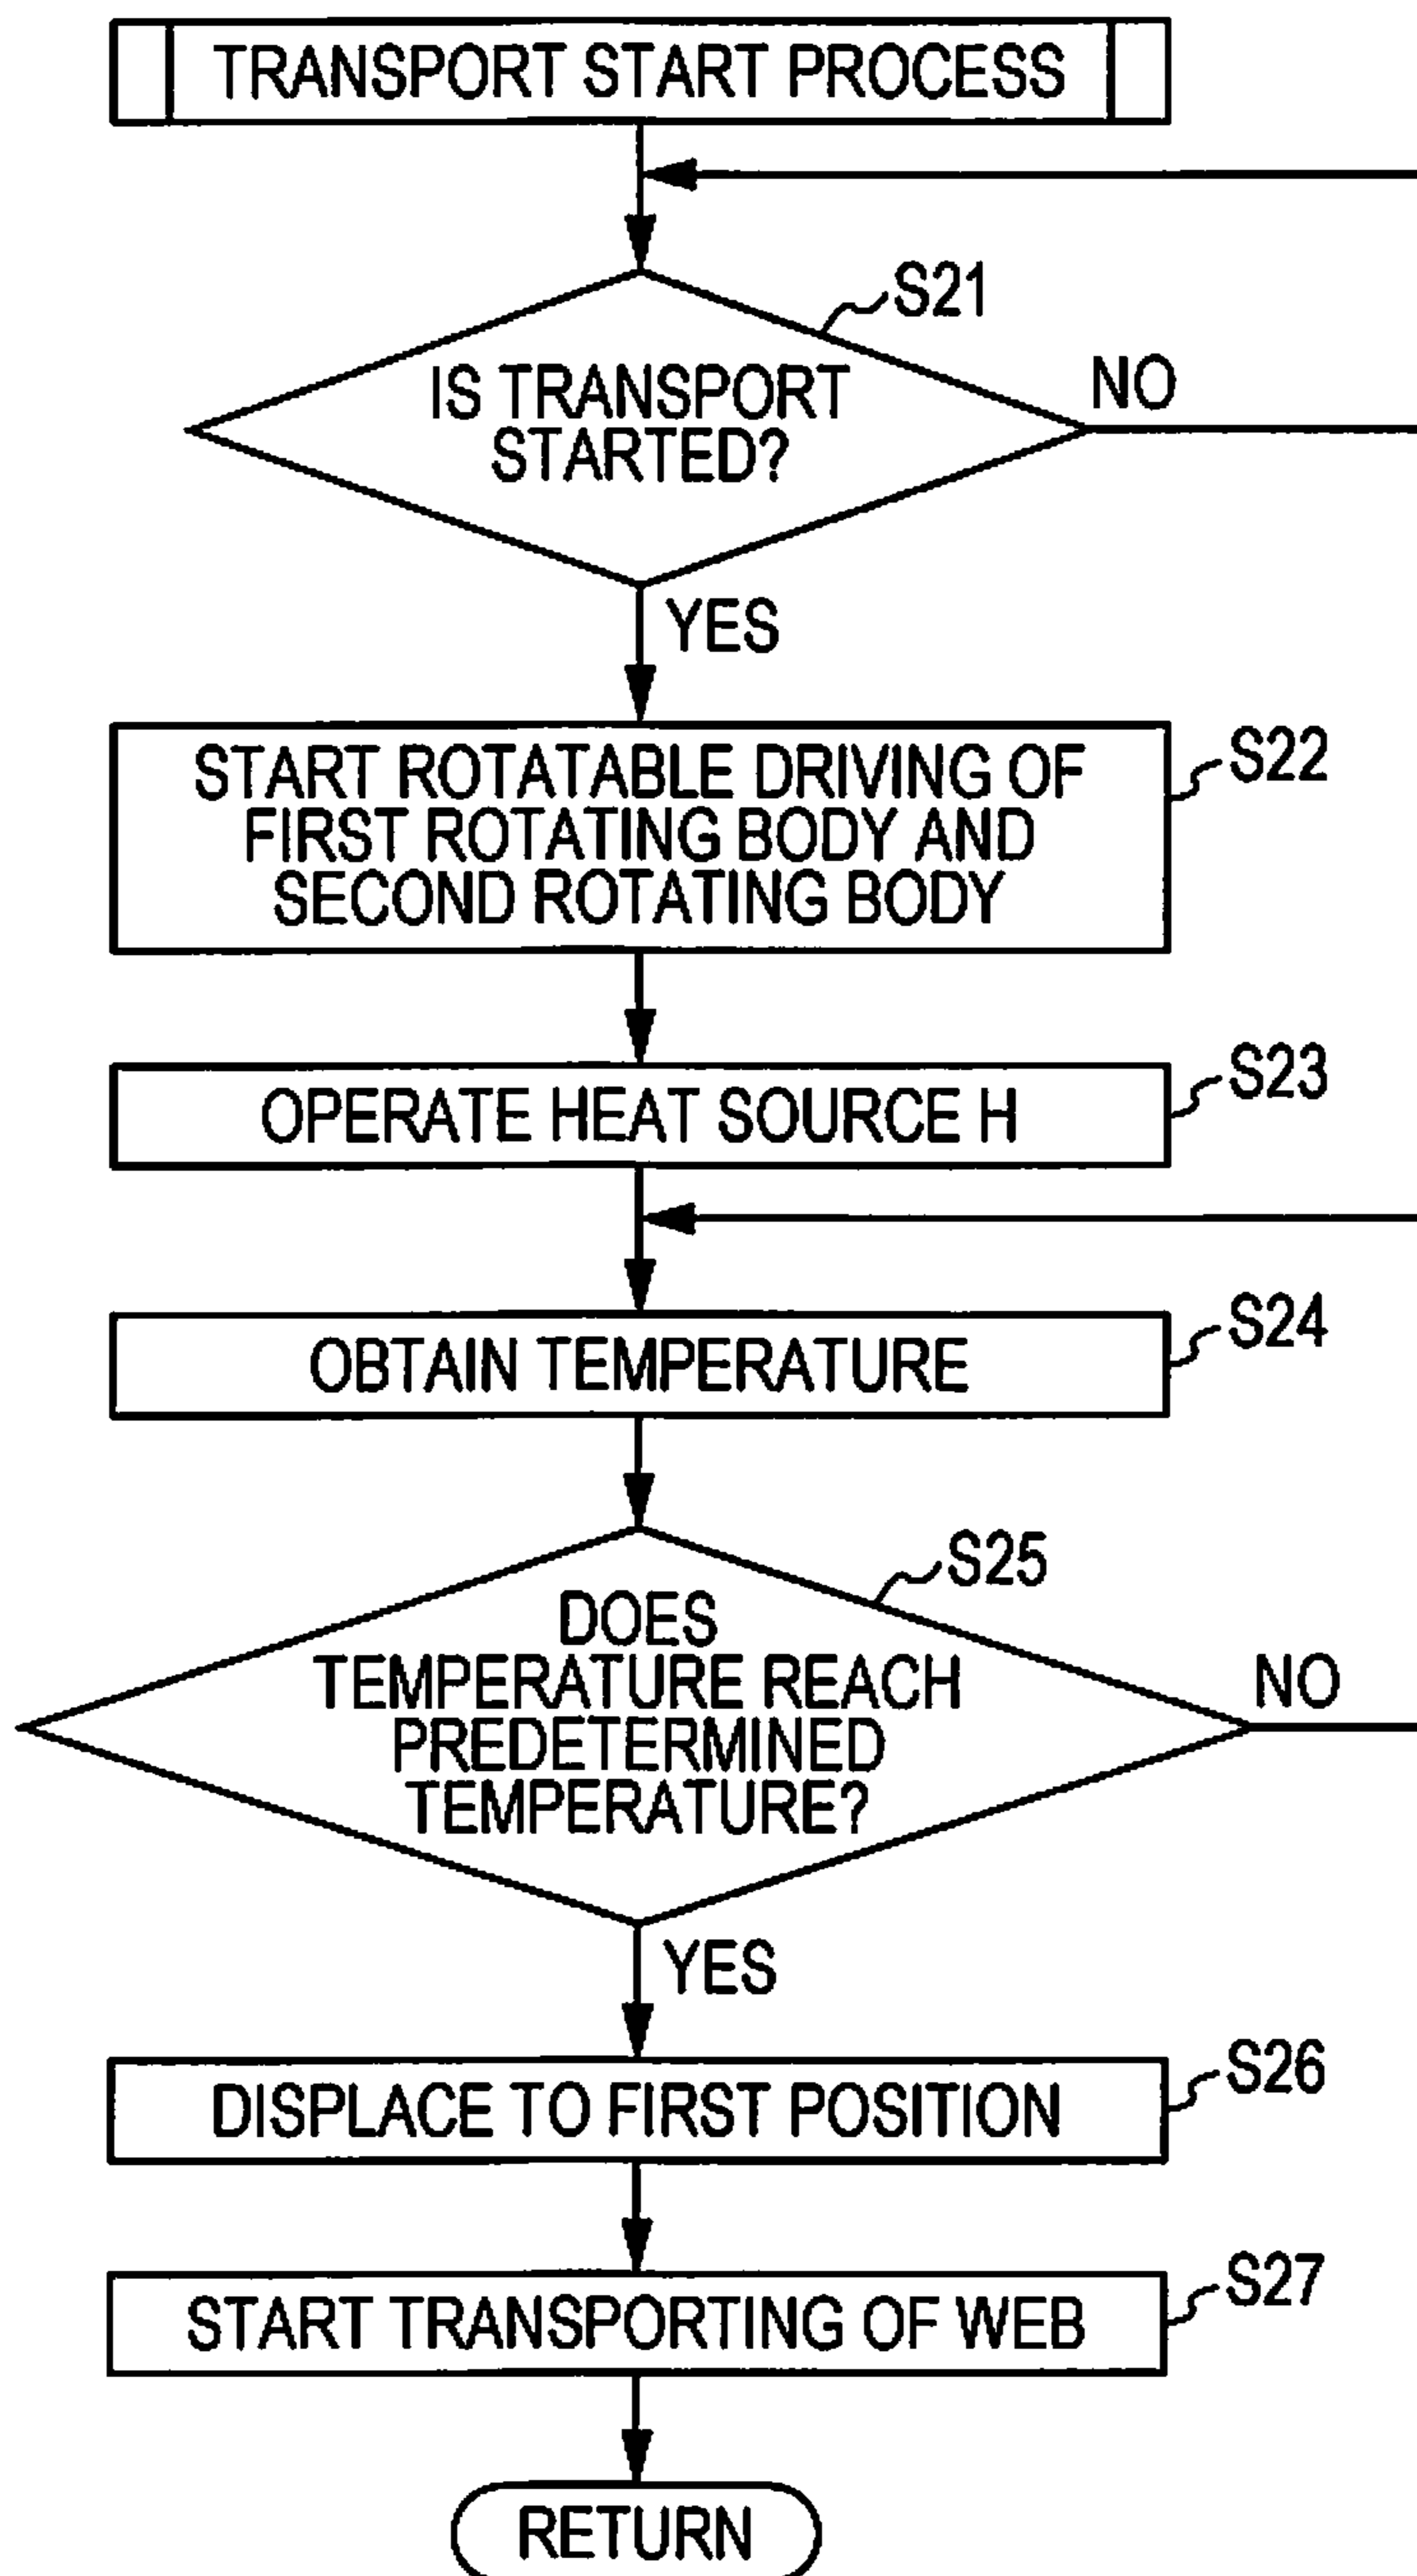 TRANSPORT START PROCESS
S21
IS TRANSPORT
STARTED?
NO
YES
S22
START ROTATABLE DRIVING OF
FIRST ROTATING BODY AND
SECOND ROTATING BODY
S23
OPERATE HEAT SOURCE H
S24
OBTAIN TEMPERATURE
S25
DOES
TEMPERATURE REACH
PREDETERMINED
TEMPERATURE?
NO
YES
S26
DISPLACE TO FIRST POSITION
S27
START TRANSPORTING OF WEB
RETURN